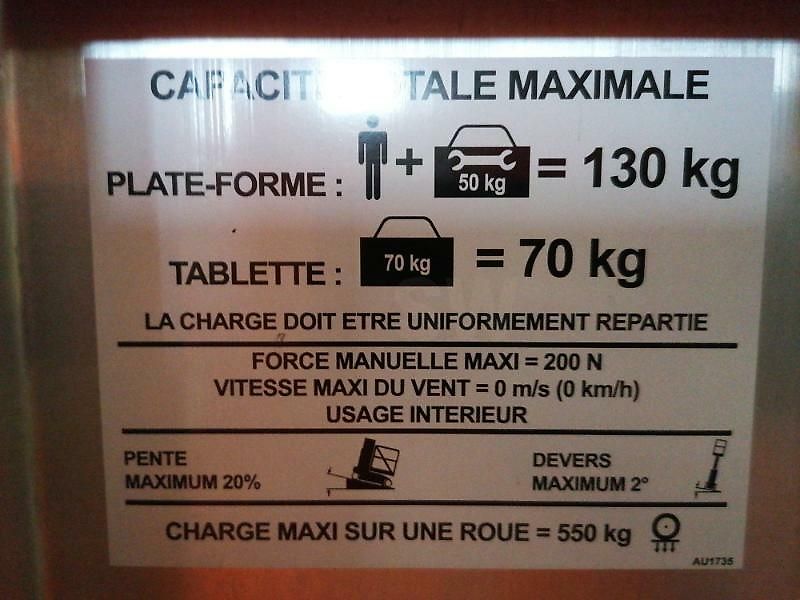 CAPACIT TALE MAXIMALE
PLATE-FORME : + 50 kg = 130 kg
TABLETTE : 70 kg = 70 kg
LA CHARGE DOIT ETRE UNIFORMEMENT REPARTIE
FORCE MANUELLE MAXI = 200 N
VITESSE MAXI DU VENT = 0 m/s (0 km/h)
USAGE INTERIEUR
PENTE
MAXIMUM 20%
DEVERS
MAXIMUM 2°
CHARGE MAXI SUR UNE ROUE = 550 kg
AU1735